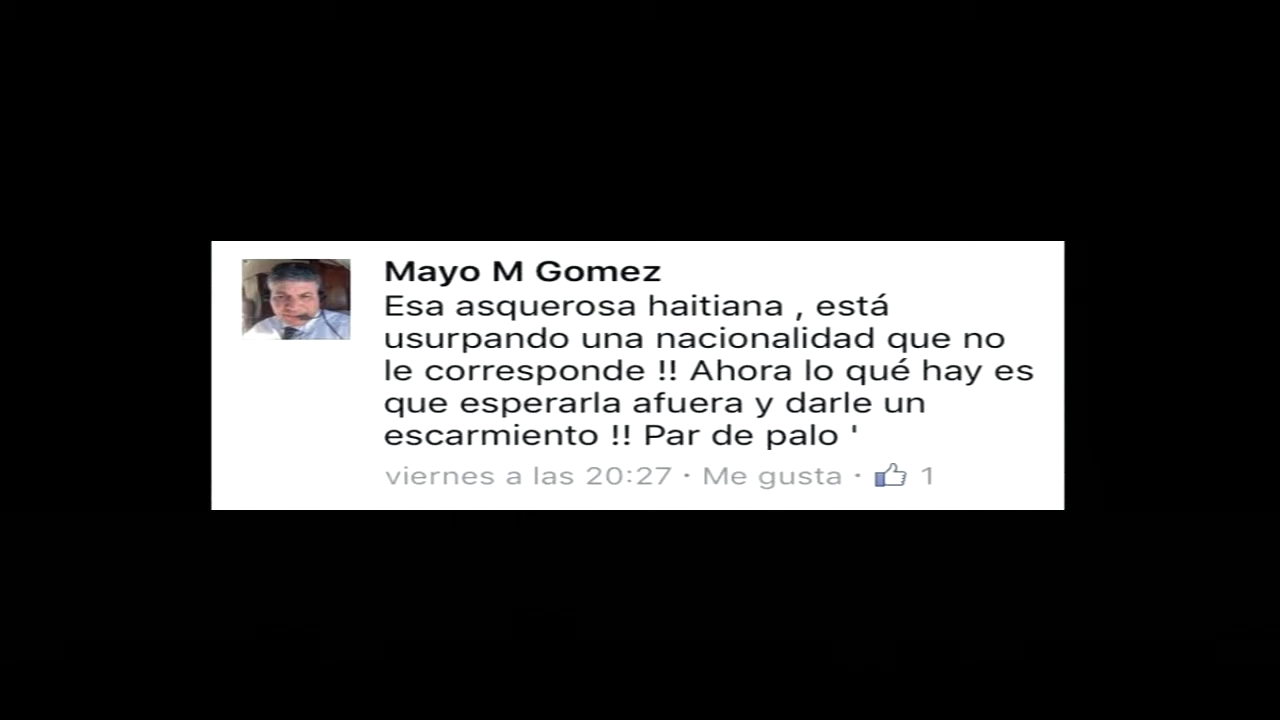 Mayo M Gomez
Esa asquerosa haitiana , está
usurpando una nacionalidad que no
le corresponde !! Ahora lo qué hay es
que esperarla afuera y darle un
escarmiento !! Par de palo '
viernes a las 20:27 · Me gusta · 1